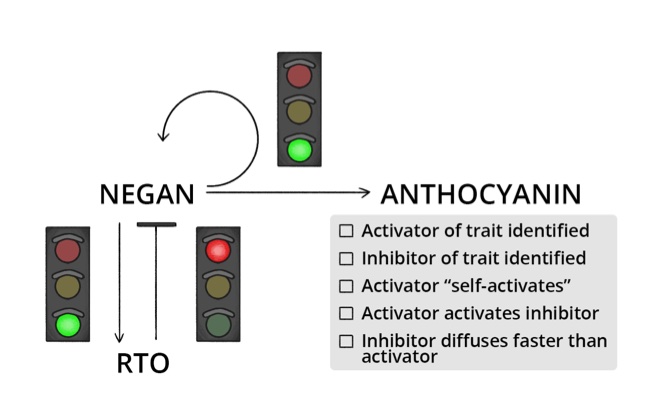 NEGAN
ANTHOCYANIN
RTO
Activator of trait identified
Inhibitor of trait identified
Activator “self-activates”
Activator activates inhibitor
Inhibitor diffuses faster than
activator